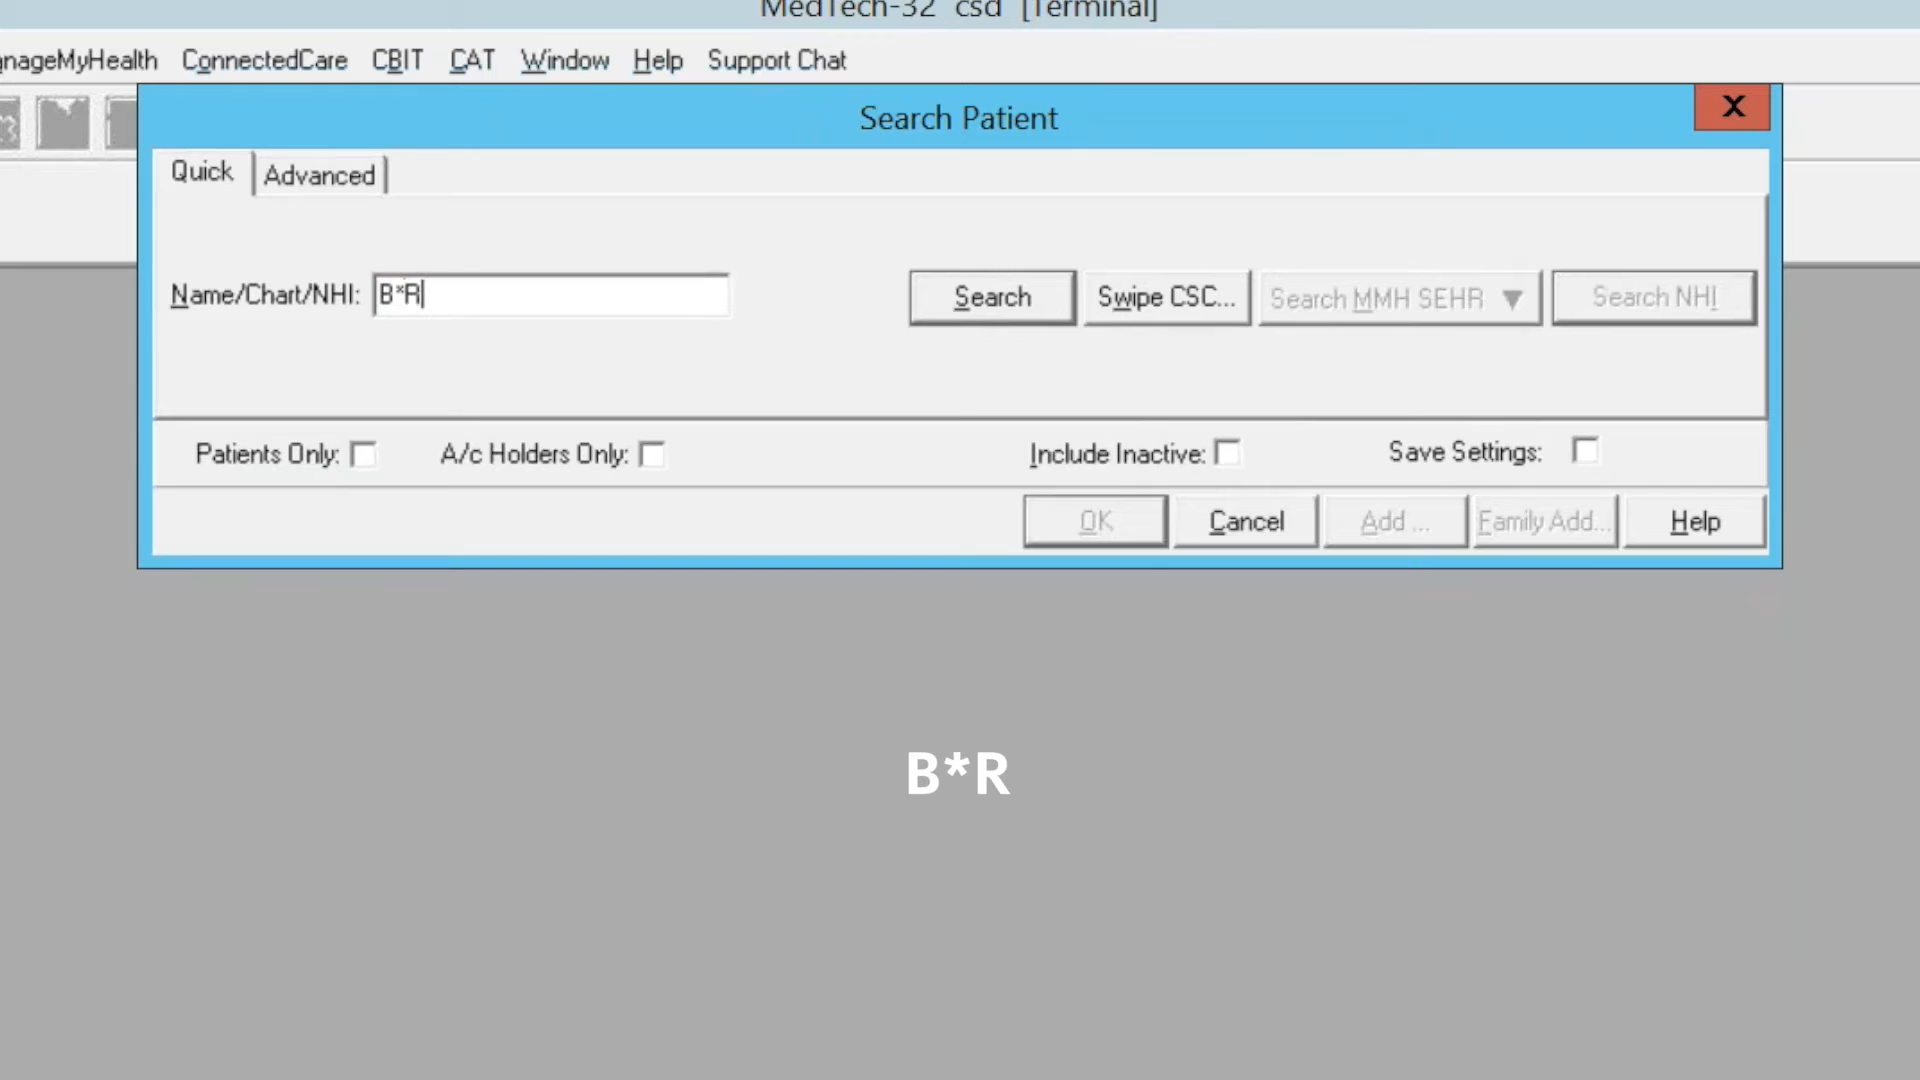 MedTech-32 csd [Terminal]
nageMyHealth ConnectedCare CBIT CAT Window Help Support Chat
Search Patient
Quick Advanced
Name/Chart/NHI: B*R Search Swipe CSC... Search MMH SEHR ▼ Search NHI
Patients Only: A/c Holders Only: Include Inactive: Save Settings:
OK Cancel Add ... Family Add... Help
B*R